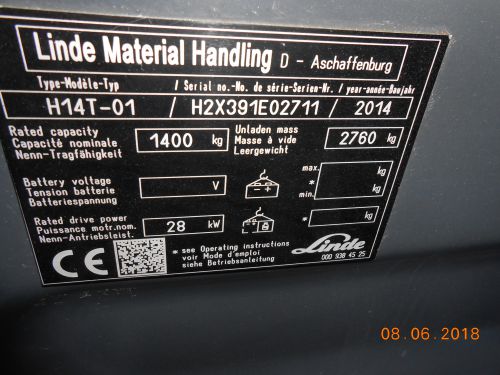 Linde Material Handling D - Aschaffenburg
Type-Modèle-Typ / Serial no.-No. de série-Serien-Nr. / year-année-Baujahr
H14T-01 / H2X391E02711 / 2014
Rated capacity
Capacité nominale
Nenn-Tragfähigkeit
1400 kg
Unladen mass
Masse à vide
Leergewicht
2760 kg
Battery voltage
Tension batterie
Batteriespannung
V
- +
max.
*
min.
kg
kg
Rated drive power
Puissance motr.nom.
Nenn-Antriebsleist.
28 kW
* kg
CE
* see Operating instructions
voir Mode d'emploi
siehe Betriebsanleitung
Linde
000 938 45 25
08.06.2018